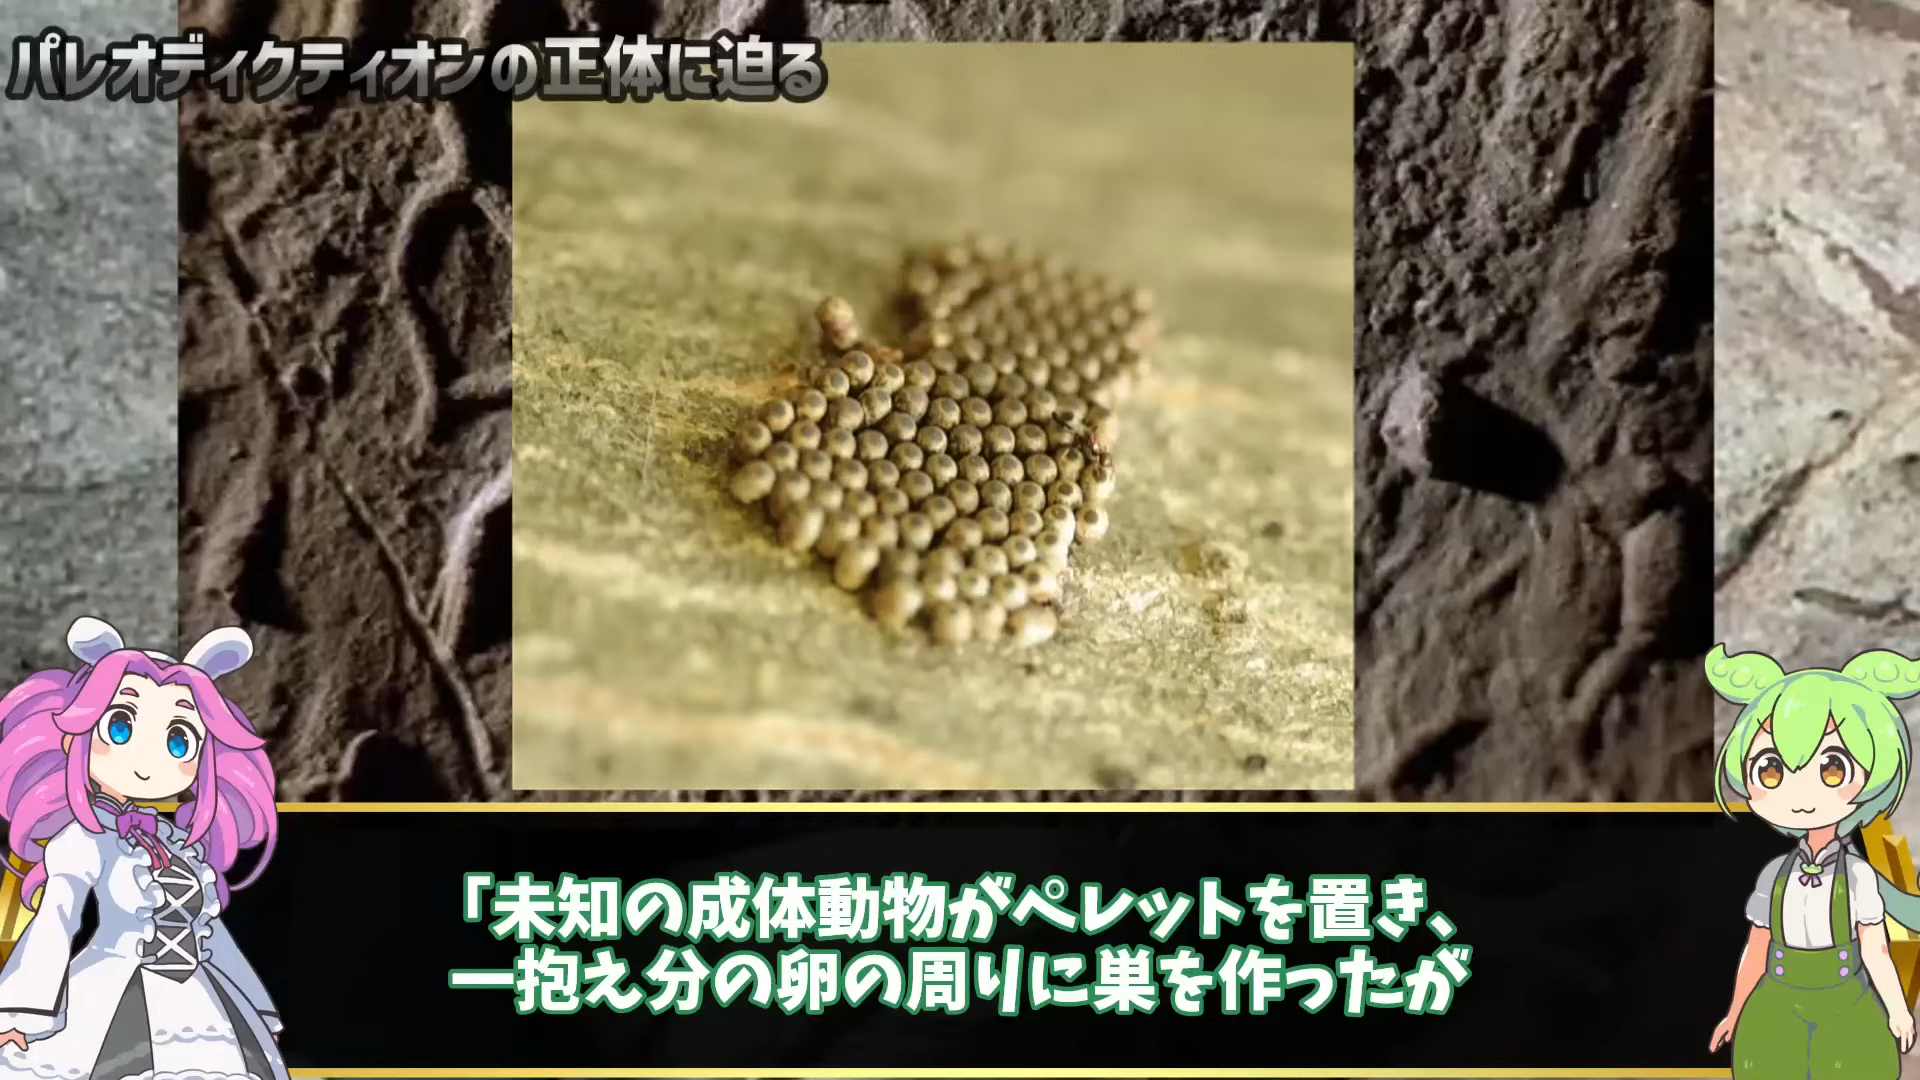 パレオディクティオンの正体に迫る
「未知の成体動物がペレットを置き、
一抱え分の卵の周りに巣を作ったが